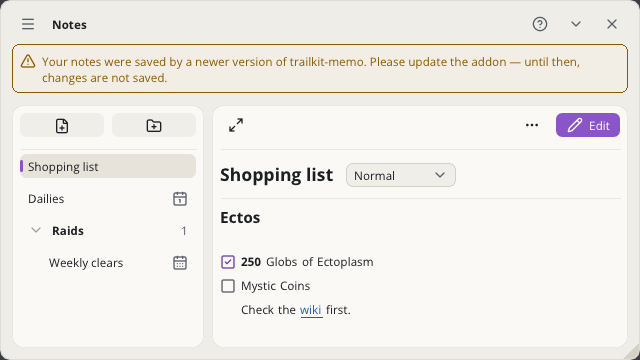 Notes
Your notes were saved by a newer version of trailkit-memo. Please update the addon — until then,
changes are not saved.
Edit
Shopping list
Dailies
Raids 1
Weekly clears
Shopping list Normal
Ectos
250 Globs of Ectoplasm
Mystic Coins
Check the wiki first.